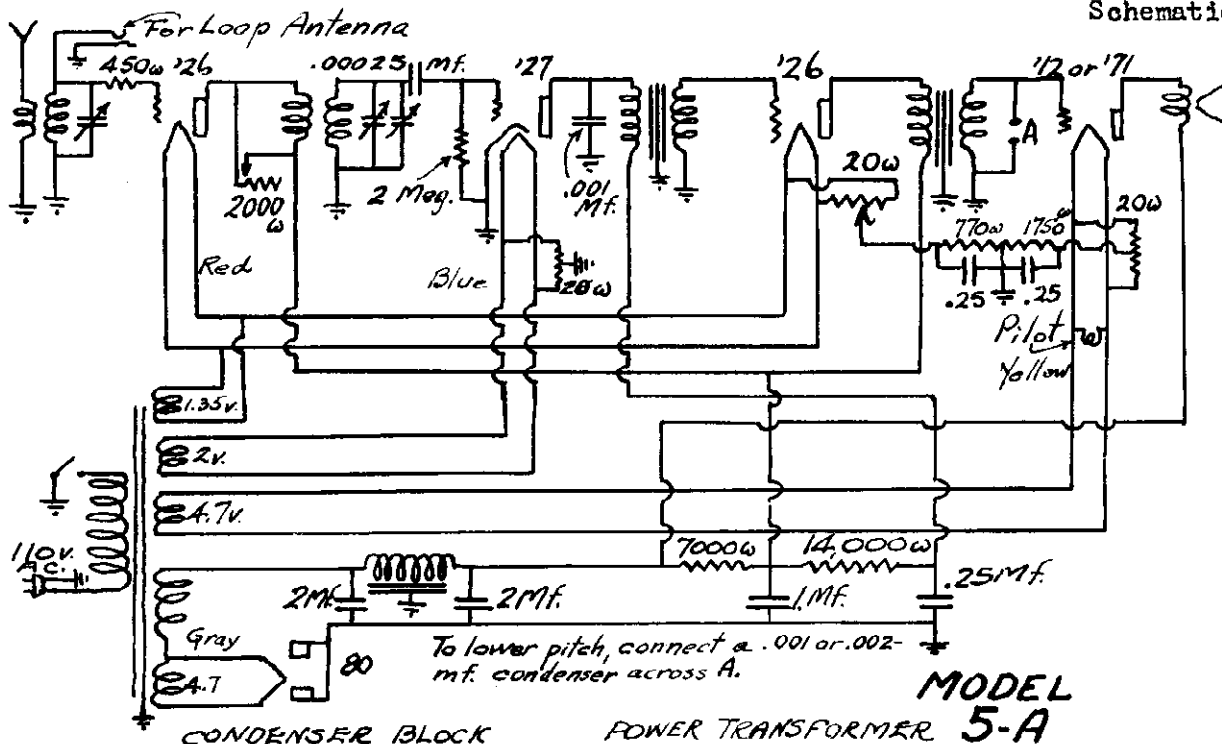 Schematic
For Loop Antenna
450ω
'26
.00025 Mf.
'27
'26
'12 or '71
2000 ω
2 Meg.
.001 Mf.
20ω
A
770ω
1750 ω
20ω
Red
Blue
20ω
.25
.25
Pilot
Yellow
1.35v.
2v.
4.7v.
110v.
A.C.
7000ω
14,000ω
2Mf.
2Mf.
1Mf.
.25Mf.
Gray
80
4.7
To lower pitch, connect a .001 or .002-
mf. condenser across A.
MODEL
5-A
CONDENSER BLOCK
POWER TRANSFORMER